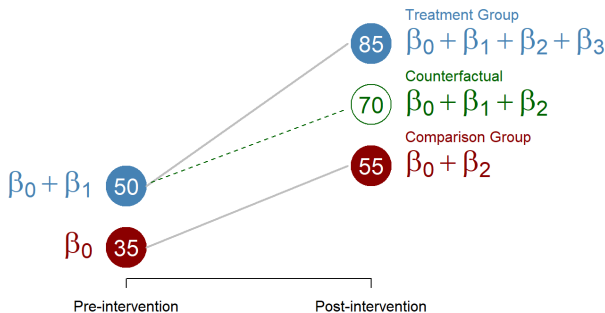 Treatment Group
85 β₀ + β₁ + β₂ + β₃
Counterfactual
70 β₀ + β₁ + β₂
Comparison Group
β₀ + β₁ 50 55 β₀ + β₂
β₀ 35
Pre-intervention Post-intervention